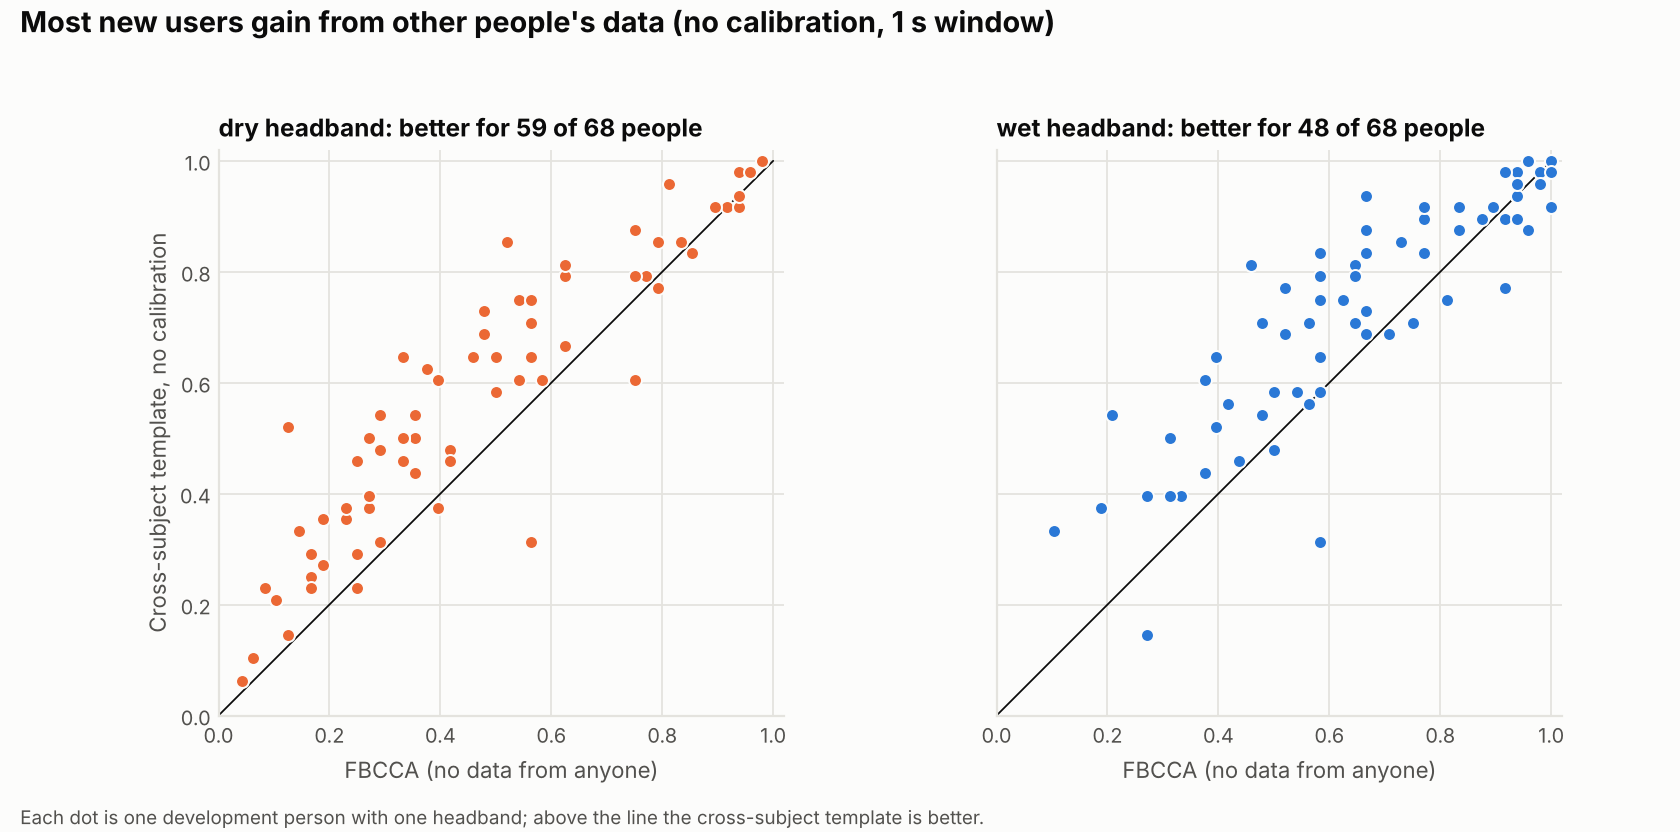 Most new users gain from other people's data (no calibration, 1 s window)
dry headband: better for 59 of 68 people
wet headband: better for 48 of 68 people
Cross-subject template, no calibration
1.0
0.8
0.6
0.4
0.2
0.0
0.0 0.2 0.4 0.6 0.8 1.0
0.0 0.2 0.4 0.6 0.8 1.0
FBCCA (no data from anyone)
FBCCA (no data from anyone)
Each dot is one development person with one headband; above the line the cross-subject template is better.